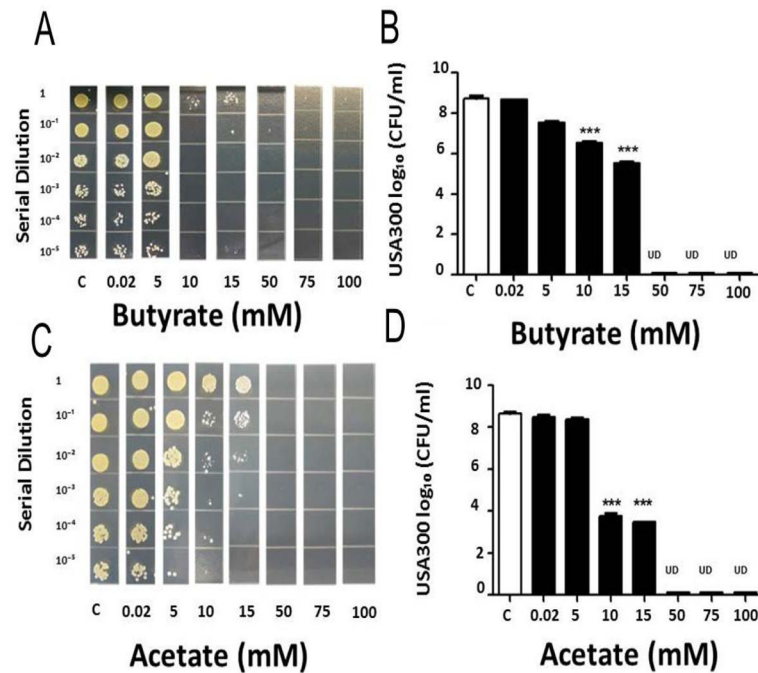 A
Serial Dilution
1
10⁻¹
10⁻²
10⁻³
10⁻⁴
10⁻⁵
C 0.02 5 10 15 50 75 100
Butyrate (mM)
B
USA300 log₁₀ (CFU/ml)
10
8
6
4
2
0
*** ***
UD UD UD
C 0.02 5 10 15 50 75 100
Butyrate (mM)
C
Serial Dilution
1
10⁻¹
10⁻²
10⁻³
10⁻⁴
10⁻⁵
C 0.02 5 10 15 50 75 100
Acetate (mM)
D
USA300 log₁₀ (CFU/ml)
10
8
6
4
2
0
*** ***
UD UD UD
C 0.02 5 10 15 50 75 100
Acetate (mM)